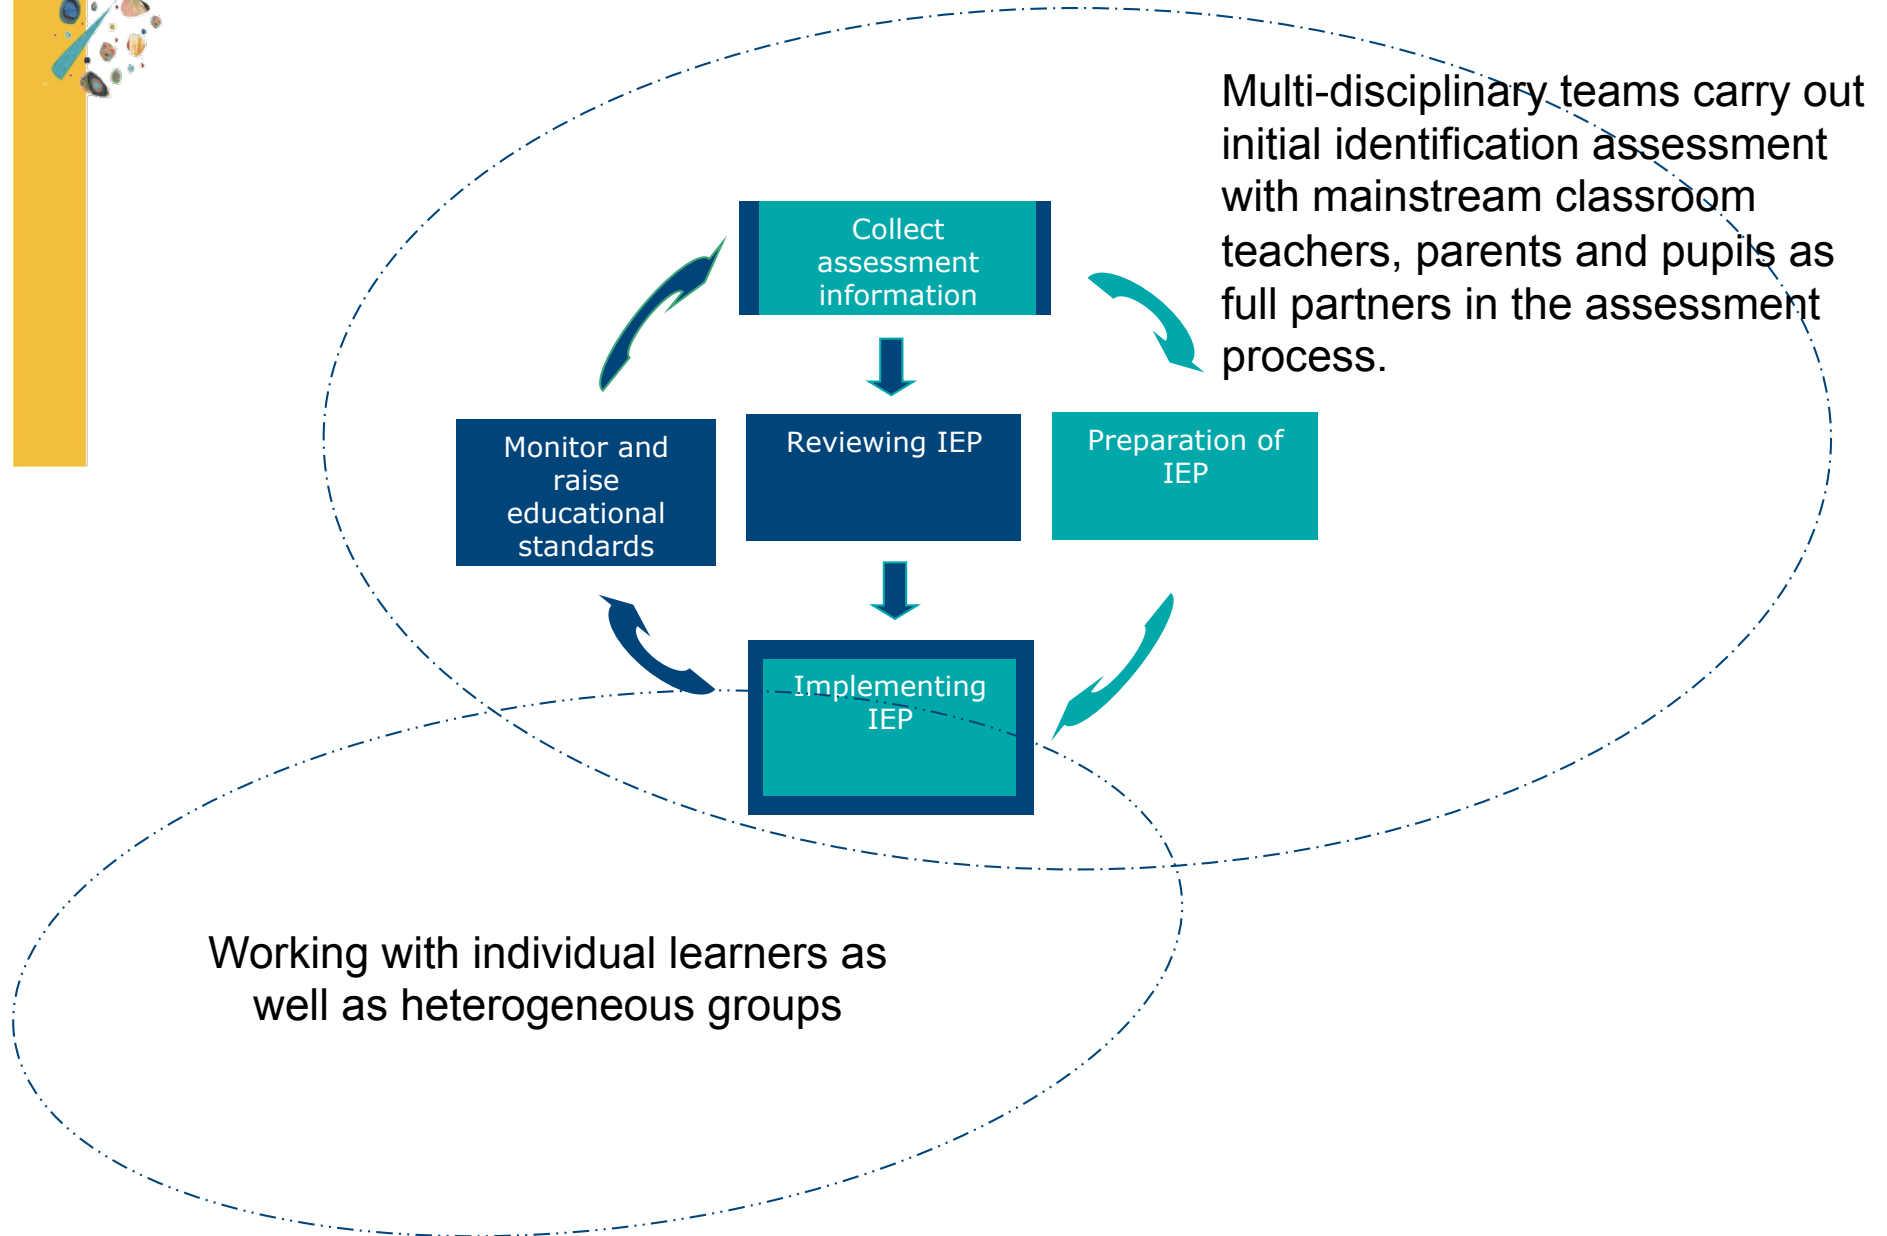 Multi-disciplinary teams carry out
initial identification assessment
with mainstream classroom
teachers, parents and pupils as
full partners in the assessment
process.
Collect
assessment
information
Monitor and
raise
educational
standards
Reviewing IEP
Preparation of
IEP
Implementing
IEP
Working with individual learners as
well as heterogeneous groups